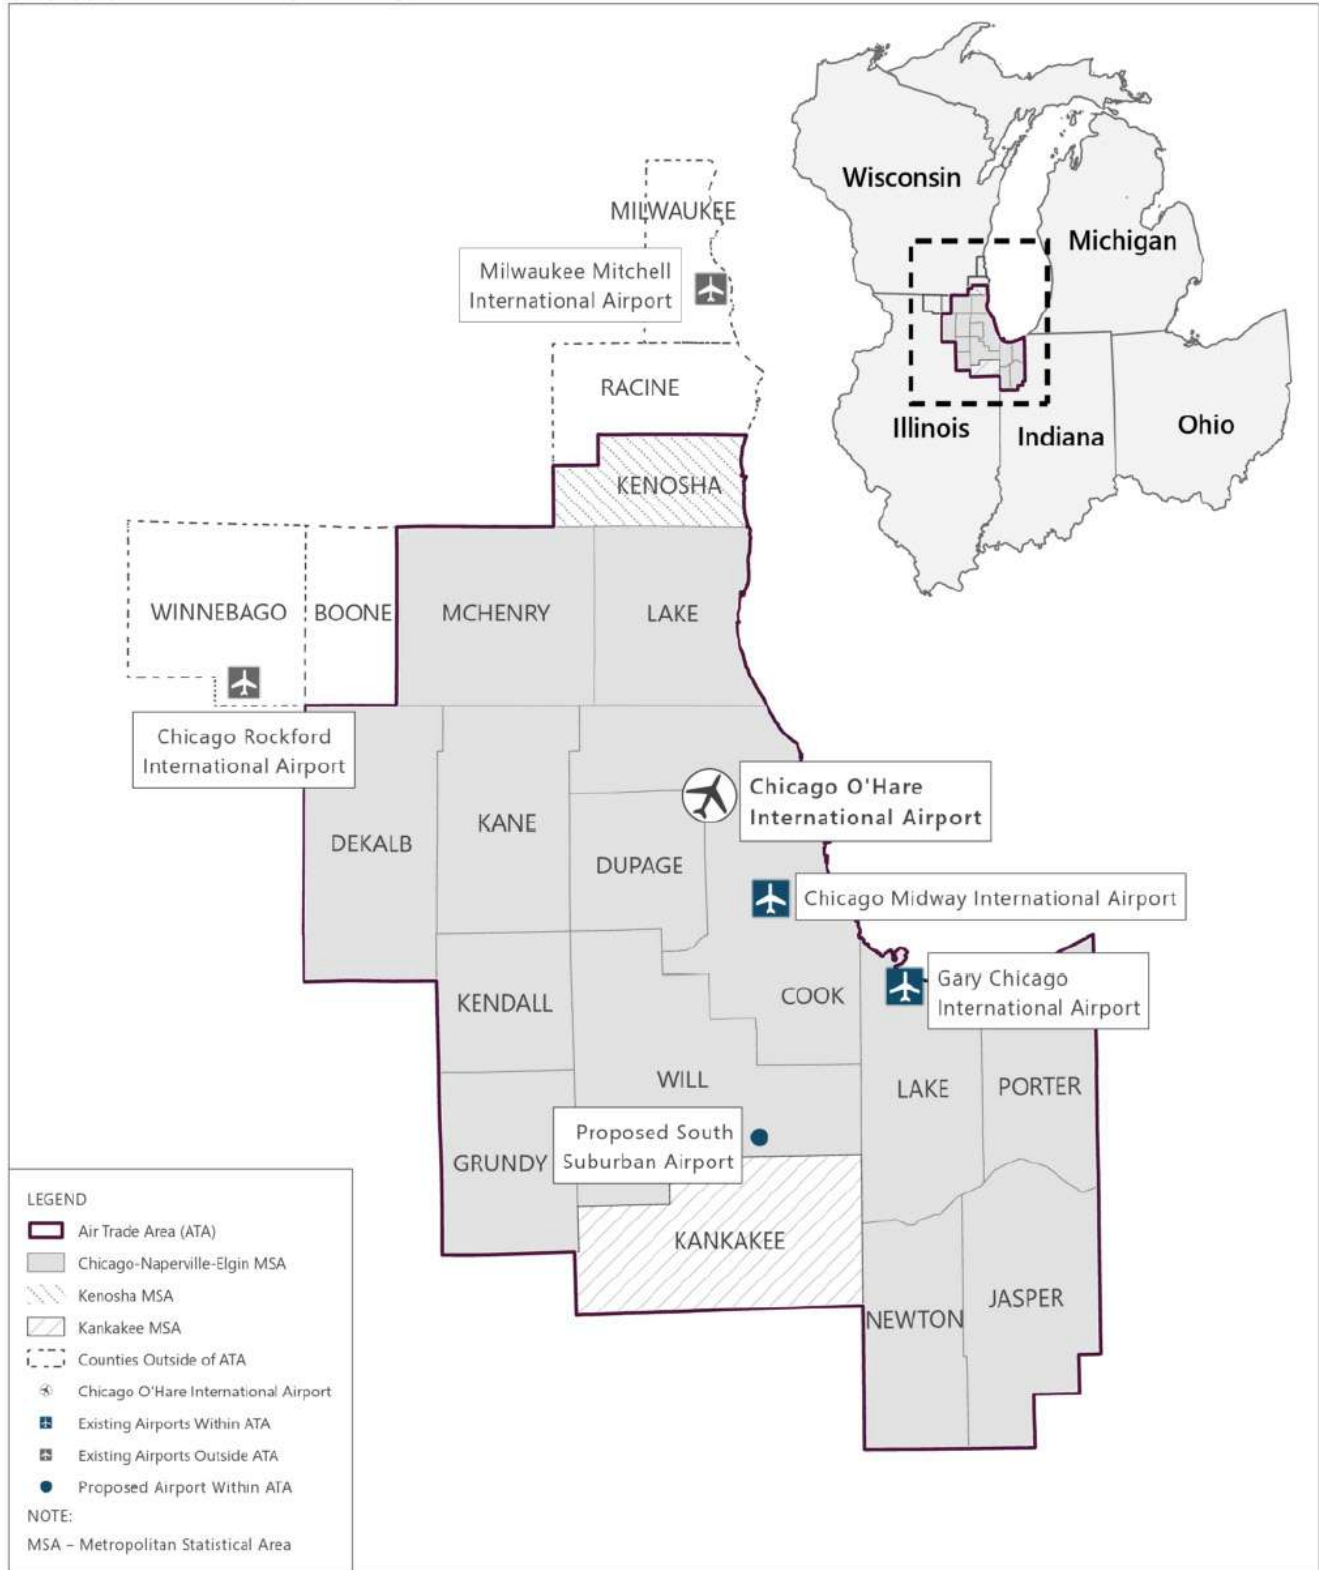 Wisconsin
Michigan
Illinois
Indiana
Ohio
MILWAUKEE
Milwaukee Mitchell
International Airport
RACINE
KENOSHA
WINNEBAGO
BOONE
MCHENRY
LAKE
Chicago Rockford
International Airport
Chicago O'Hare
International Airport
KANE
DEKALB
DUPAGE
Chicago Midway International Airport
Gary Chicago
International Airport
KENDALL
COOK
WILL
LAKE
PORTER
Proposed South
Suburban Airport
GRUNDY
KANKAKEE
JASPER
NEWTON
LEGEND
Air Trade Area (ATA)
Chicago-Naperville-Elgin MSA
Kenosha MSA
Kankakee MSA
Counties Outside of ATA
Chicago O'Hare International Airport
Existing Airports Within ATA
Existing Airports Outside ATA
Proposed Airport Within ATA
NOTE:
MSA – Metropolitan Statistical Area